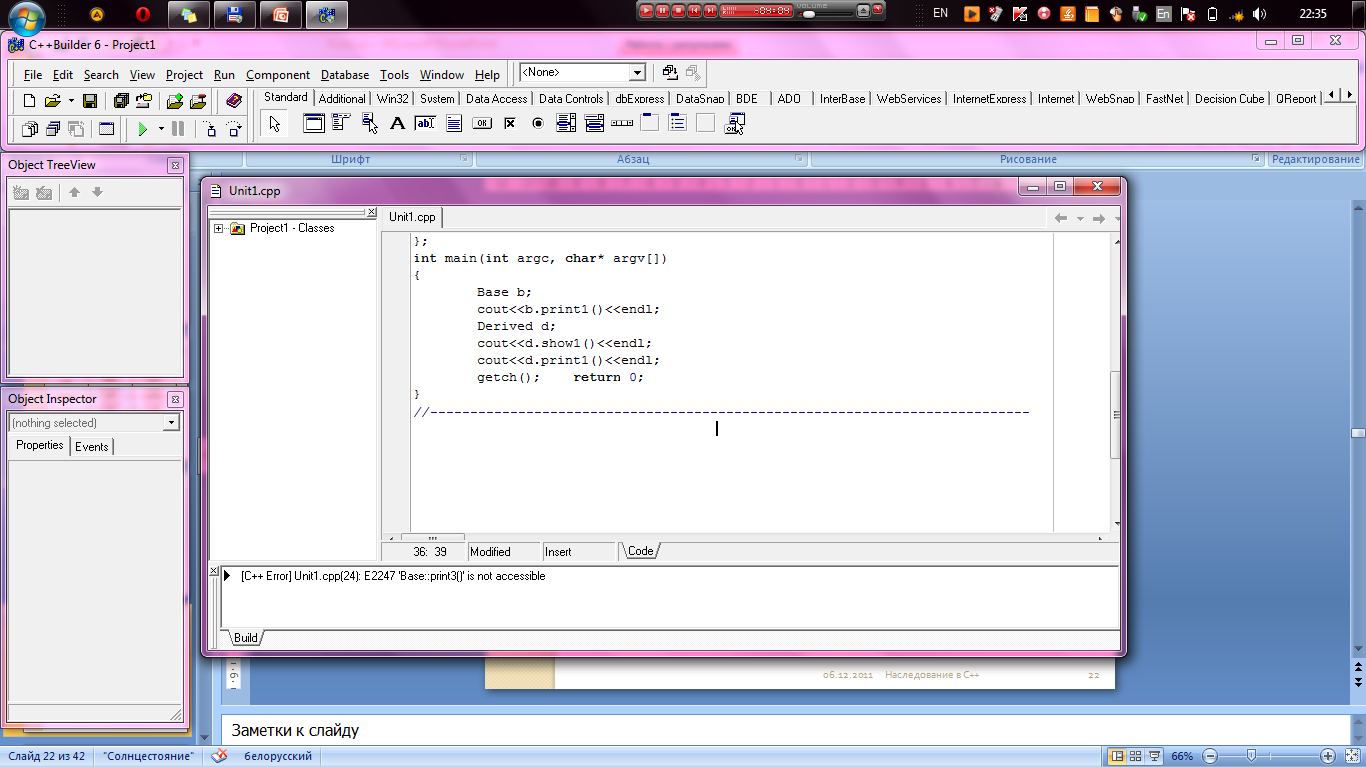 EN
En
22:35
-04:04
VOLUME
C++Builder 6 - Project1
File Edit Search View Project Run Component Database Tools Window Help
<None>
Standard Additional Win32 System Data Access Data Controls dbExpress DataSnap BDE ADO InterBase WebServices InternetExpress Internet WebSnap FastNet Decision Cube QReport
Шрифт Абзац Рисование Редактирование
Object TreeView
Unit1.cpp
Project1 - Classes
Unit1.cpp
};
int main(int argc, char* argv[])
{
Base b;
cout<<b.print1()<<endl;
Derived d;
cout<<d.show1()<<endl;
cout<<d.print1()<<endl;
getch(); return 0;
}
//---------------------------------------------------------------------------
36: 39 Modified Insert Code
[C++ Error] Unit1.cpp(24): E2247 'Base::print3()' is not accessible
Build
Object Inspector
(nothing selected)
Properties Events
06.12.2011 Наследование в С++ 22
Заметки к слайду
Слайд 22 из 42 "Солнцестояние" белорусский 66%